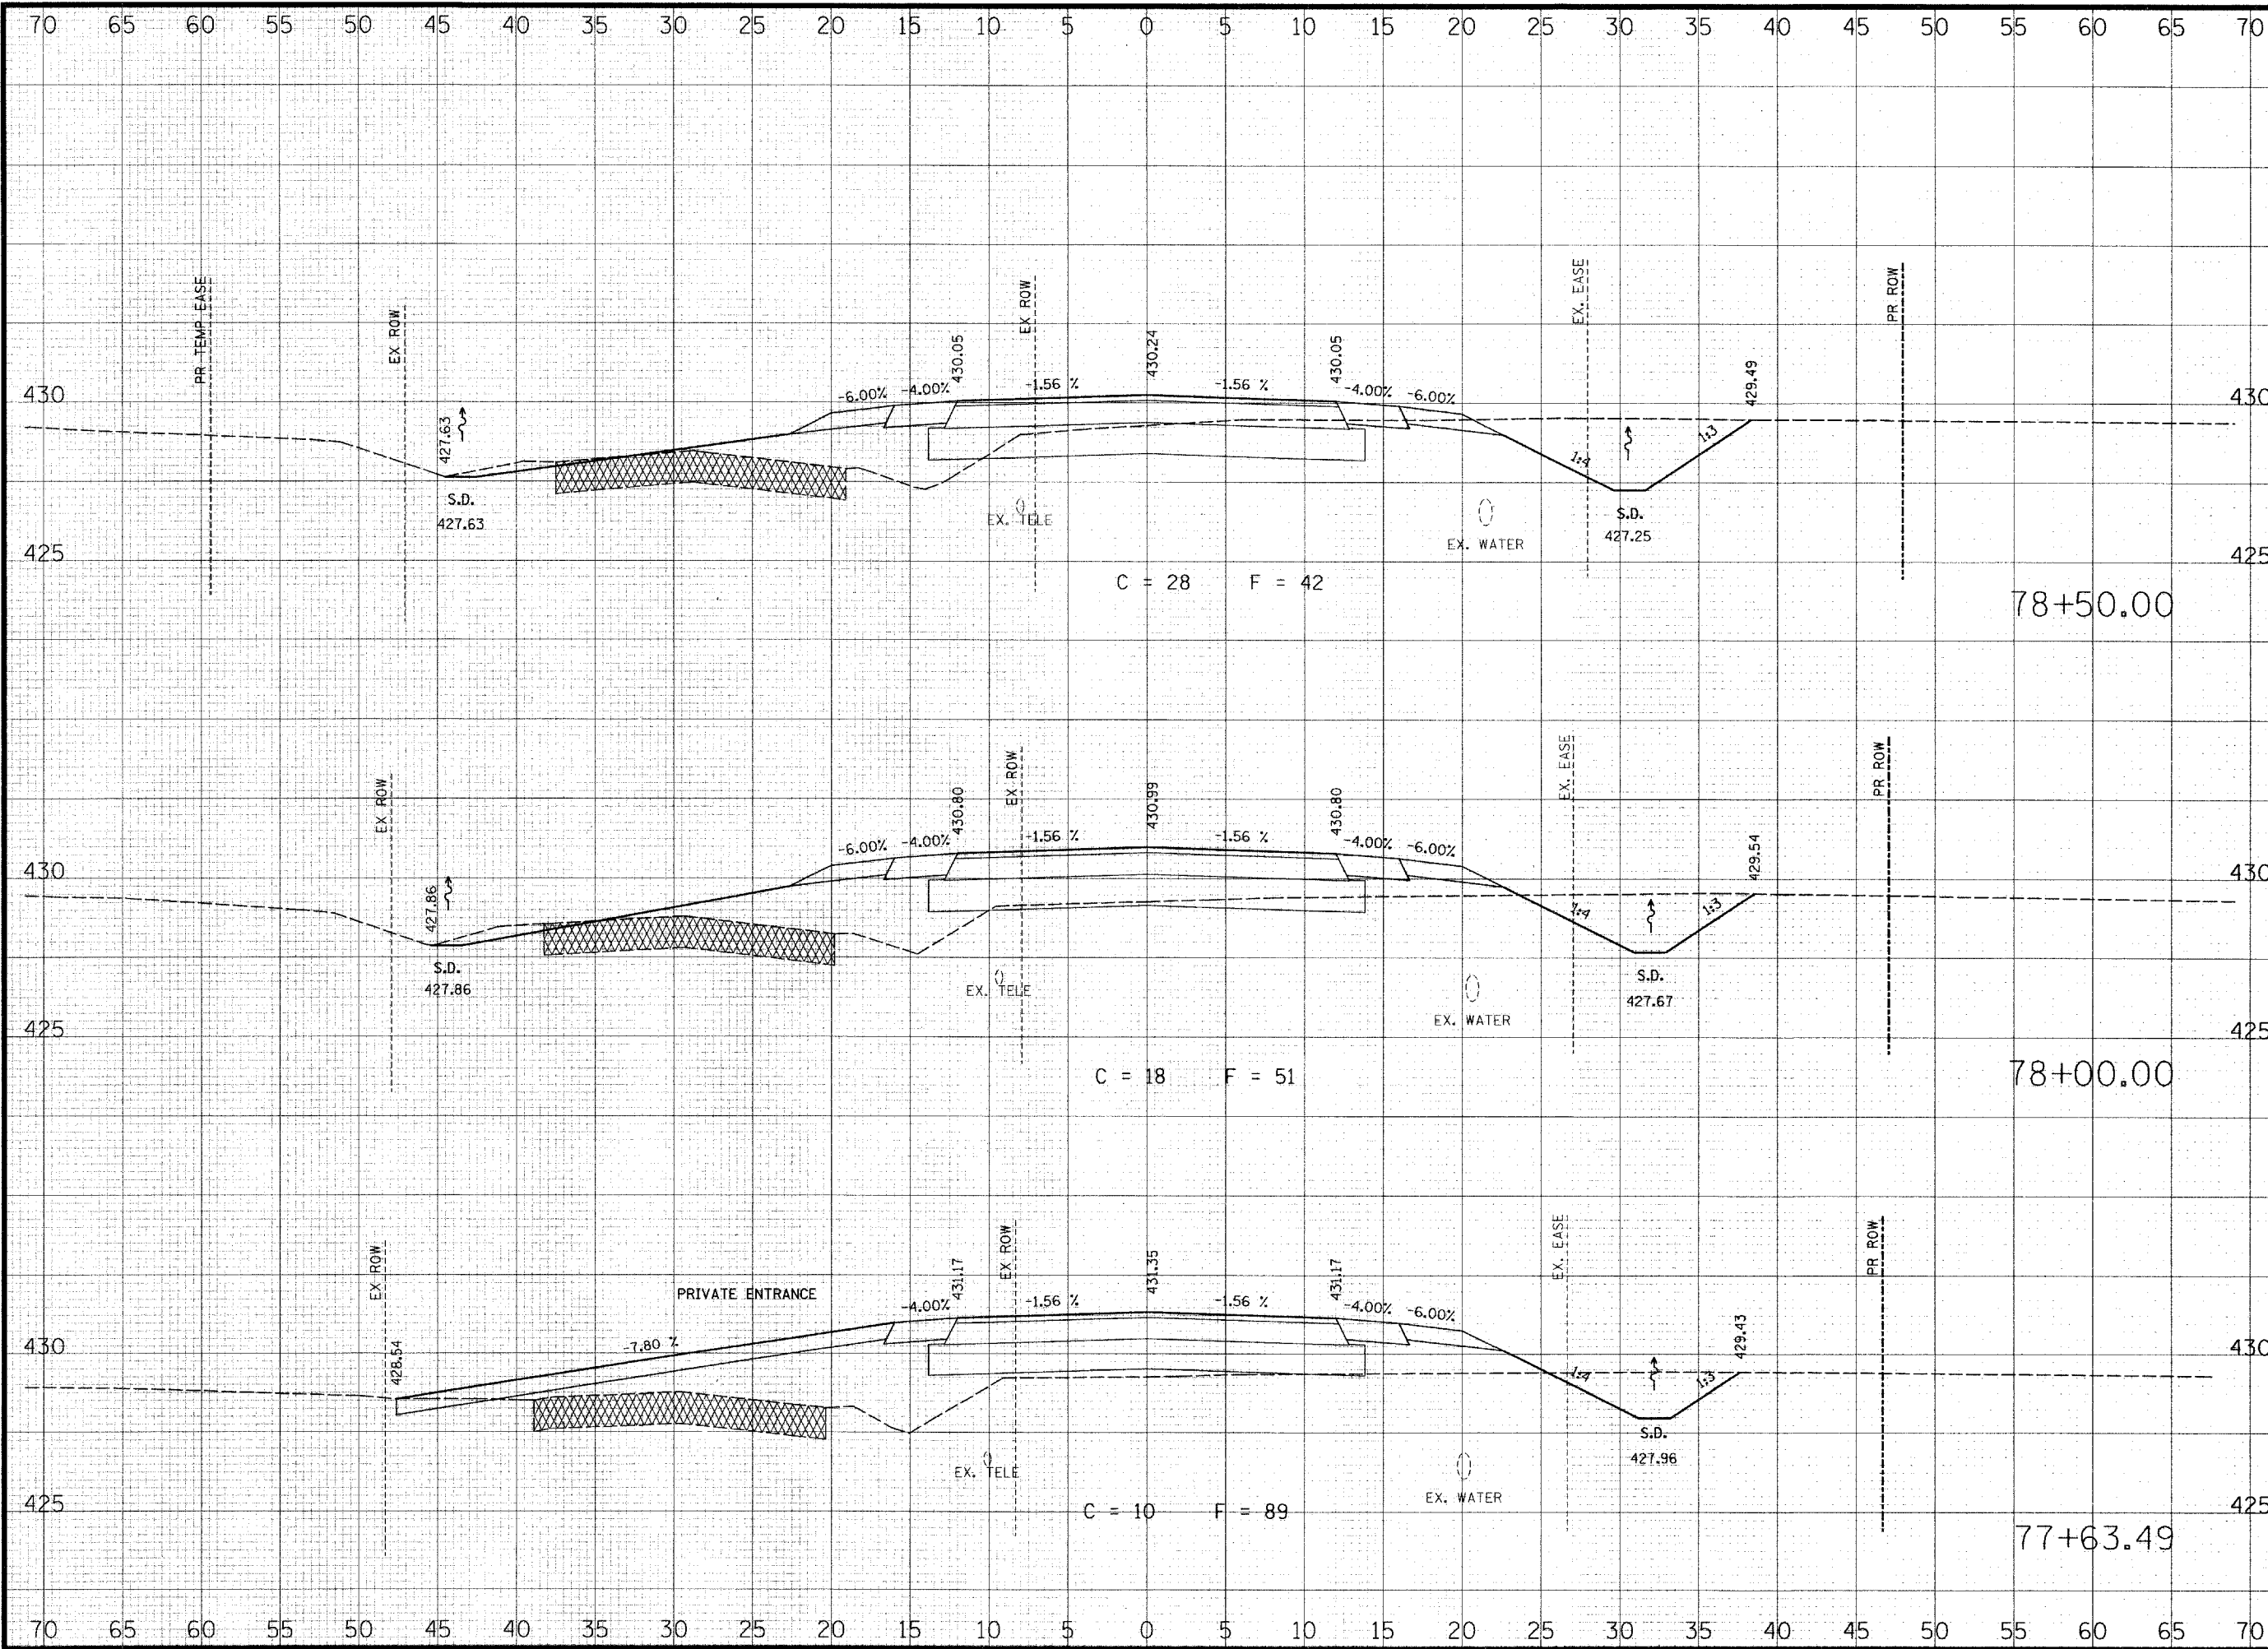 70 65 60 55 50 45 40 35 30 25 20 15 10 5 0 5 10 15 20 25 30 35 40 45 50 55 60 65 70
PR TEMP EASE
EX ROW
EX ROW
EX. EASE
PR ROW
430.05
430.24
430.05
429.49
-6.00% -4.00% -1.56 % -1.56 % -4.00% -6.00%
430 430
427.63
1:4 1:3
S.D. S.D.
427.63 427.25
EX. TELE
EX. WATER
425 425
C = 28 F = 42
78+50.00
EX ROW
EX ROW
EX. EASE
PR ROW
430.80
430.99
430.80
429.54
-6.00% -4.00% -1.56 % -1.56 % -4.00% -6.00%
430 430
427.86
1:4 1:3
S.D. S.D.
427.86 427.67
EX. TELE
EX. WATER
425 425
C = 18 F = 51
78+00.00
EX ROW
EX ROW
EX. EASE
PR ROW
PRIVATE ENTRANCE
431.17
431.35
431.17
429.43
-4.00% -1.56 % -1.56 % -4.00% -6.00%
430 430
428.54
-7.80 %
1:4 1:3
S.D.
427.96
EX. TELE
EX. WATER
425 425
C = 10 F = 89
77+63.49
70 65 60 55 50 45 40 35 30 25 20 15 10 5 0 5 10 15 20 25 30 35 40 45 50 55 60 65 70